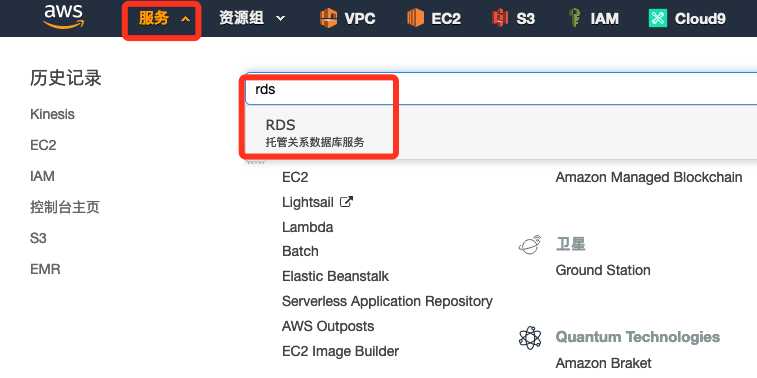 aws 服务 资源组 VPC EC2 S3 IAM Cloud9
历史记录
Kinesis
EC2
IAM
控制台主页
S3
EMR
rds
RDS
托管关系数据库服务
EC2
Lightsail
Lambda
Batch
Elastic Beanstalk
Serverless Application Repository
AWS Outposts
EC2 Image Builder
Amazon Managed Blockchain
卫星
Ground Station
Quantum Technologies
Amazon Braket